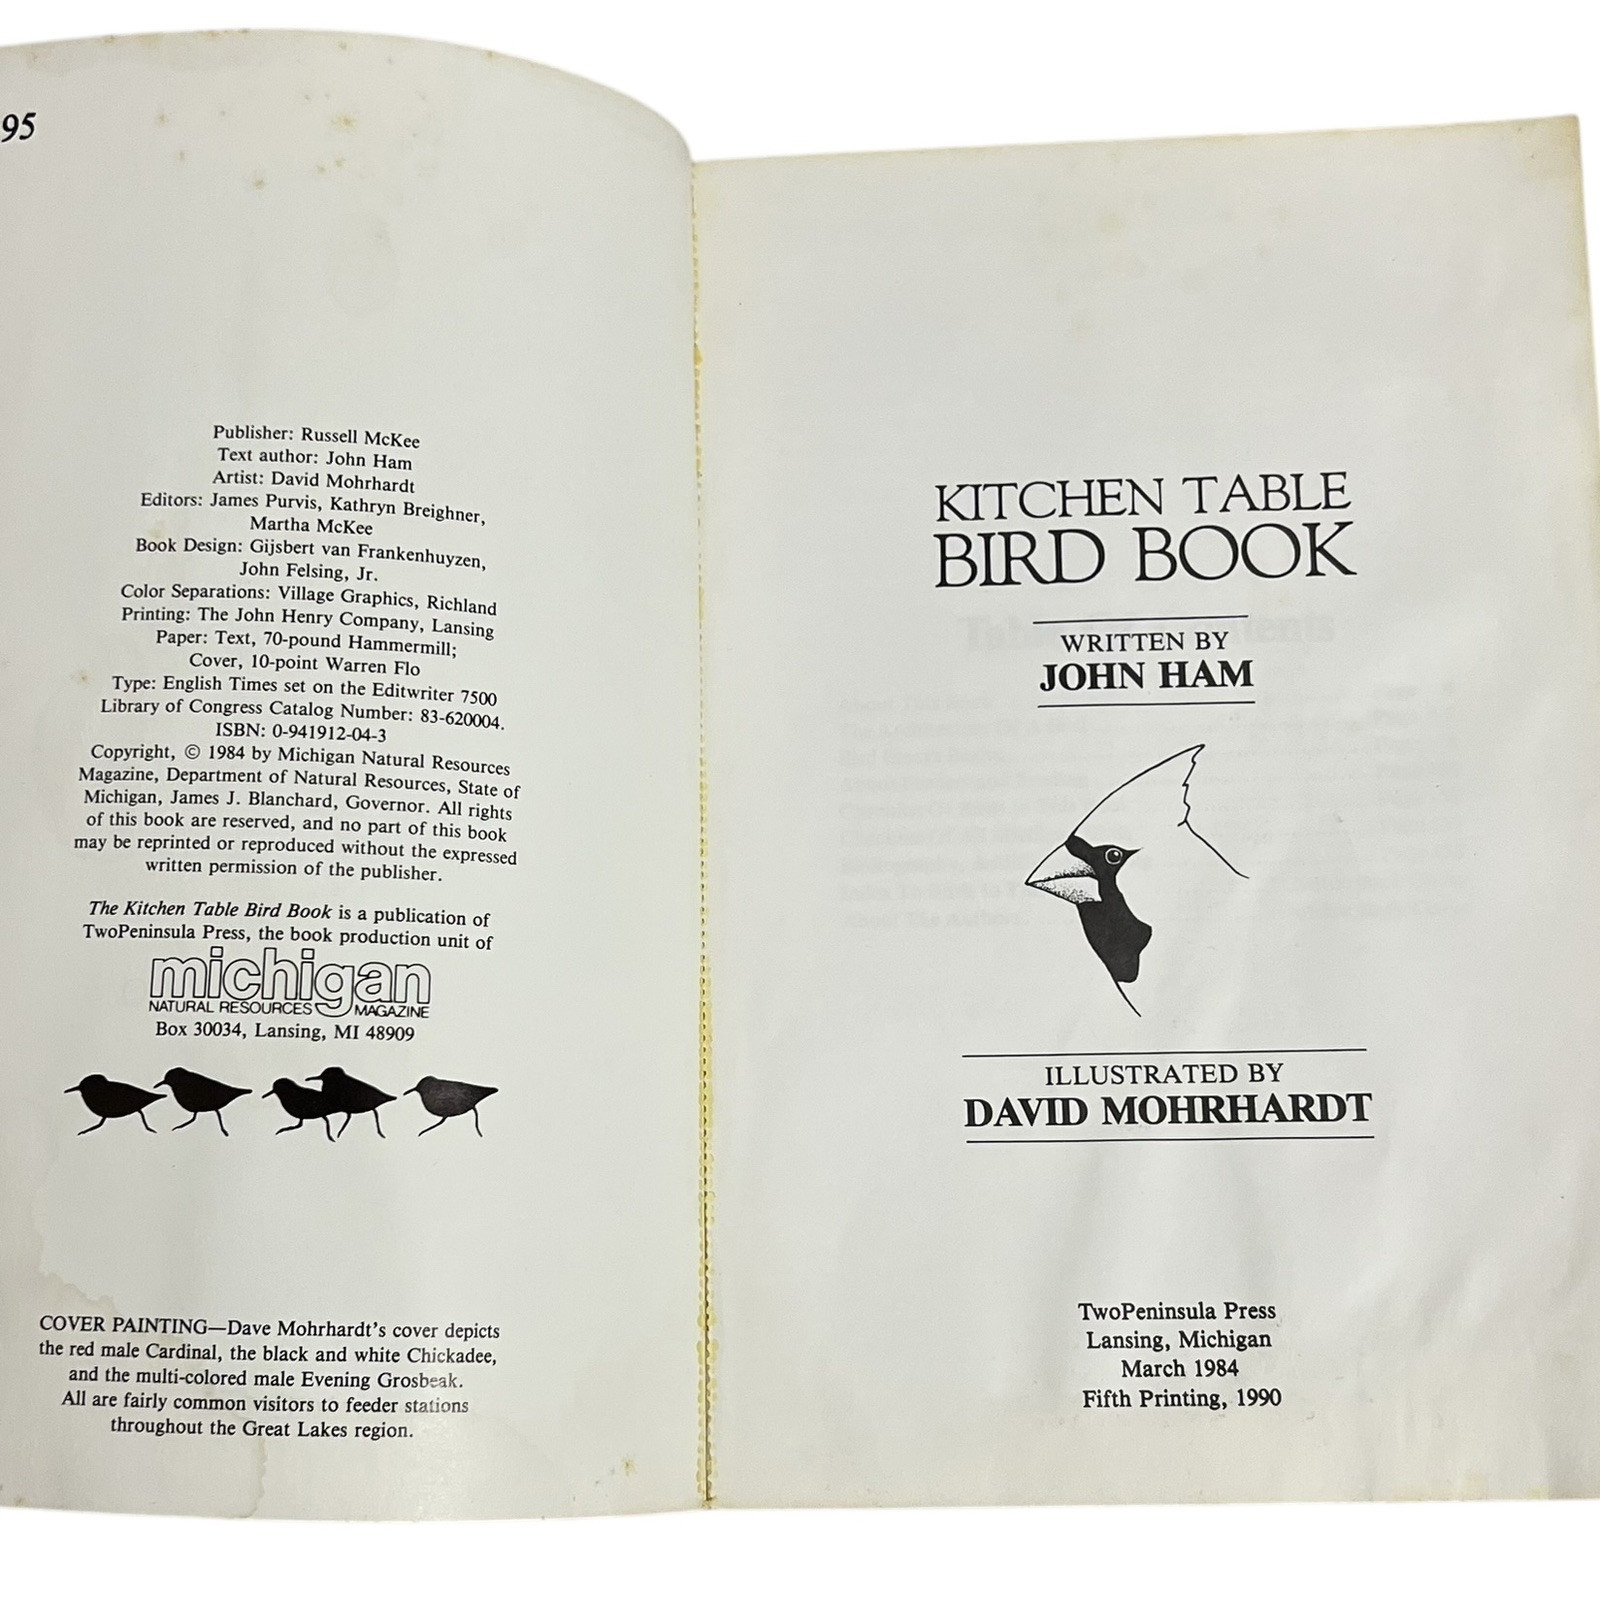 95
Publisher: Russell McKee
Text author: John Ham
Artist: David Mohrhardt
Editors: James Purvis, Kathryn Breighner,
Martha McKee
Book Design: Gijsbert van Frankenhuyzen,
John Felsing, Jr.
Color Separations: Village Graphics, Richland
Printing: The John Henry Company, Lansing
Paper: Text, 70-pound Hammermill;
Cover, 10-point Warren Flo
Type: English Times set on the Editwriter 7500
Library of Congress Catalog Number: 83-620004.
ISBN: 0-941912-04-3
Copyright, © 1984 by Michigan Natural Resources
Magazine, Department of Natural Resources, State of
Michigan, James J. Blanchard, Governor. All rights
of this book are reserved, and no part of this book
may be reprinted or reproduced without the expressed
written permission of the publisher.
The Kitchen Table Bird Book is a publication of
TwoPeninsula Press, the book production unit of
michigan
NATURAL RESOURCES MAGAZINE
Box 30034, Lansing, MI 48909
COVER PAINTING—Dave Mohrhardt's cover depicts
the red male Cardinal, the black and white Chickadee,
and the multi-colored male Evening Grosbeak.
All are fairly common visitors to feeder stations
throughout the Great Lakes region.
KITCHEN TABLE
BIRD BOOK
WRITTEN BY
JOHN HAM
ILLUSTRATED BY
DAVID MOHRHARDT
TwoPeninsula Press
Lansing, Michigan
March 1984
Fifth Printing, 1990